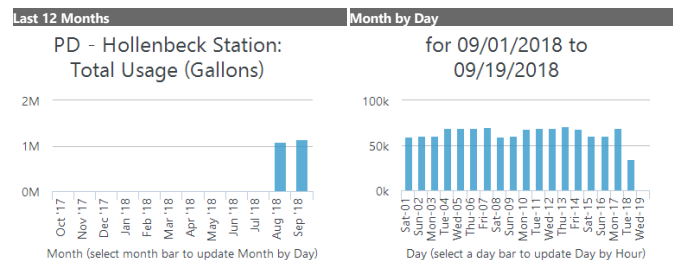 Last 12 Months
PD - Hollenbeck Station:
Total Usage (Gallons)
2M
1M
0M
Oct '17
Nov '17
Dec '17
Jan '18
Feb '18
Mar '18
Apr '18
May '18
Jun '18
Jul '18
Aug '18
Sep '18
Month (select month bar to update Month by Day)
Month by Day
for 09/01/2018 to
09/19/2018
100k
50k
0k
Sat-01
Sun-02
Mon-03
Tue-04
Wed-05
Thu-06
Fri-07
Sat-08
Sun-09
Mon-10
Tue-11
Wed-12
Thu-13
Fri-14
Sat-15
Sun-16
Mon-17
Tue-18
Wed-19
Day (select a day bar to update Day by Hour)